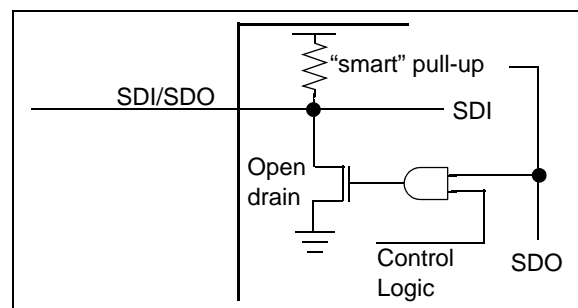 “smart” pull-up
SDI/SDO
SDI
Open
drain
Control
Logic
SDO